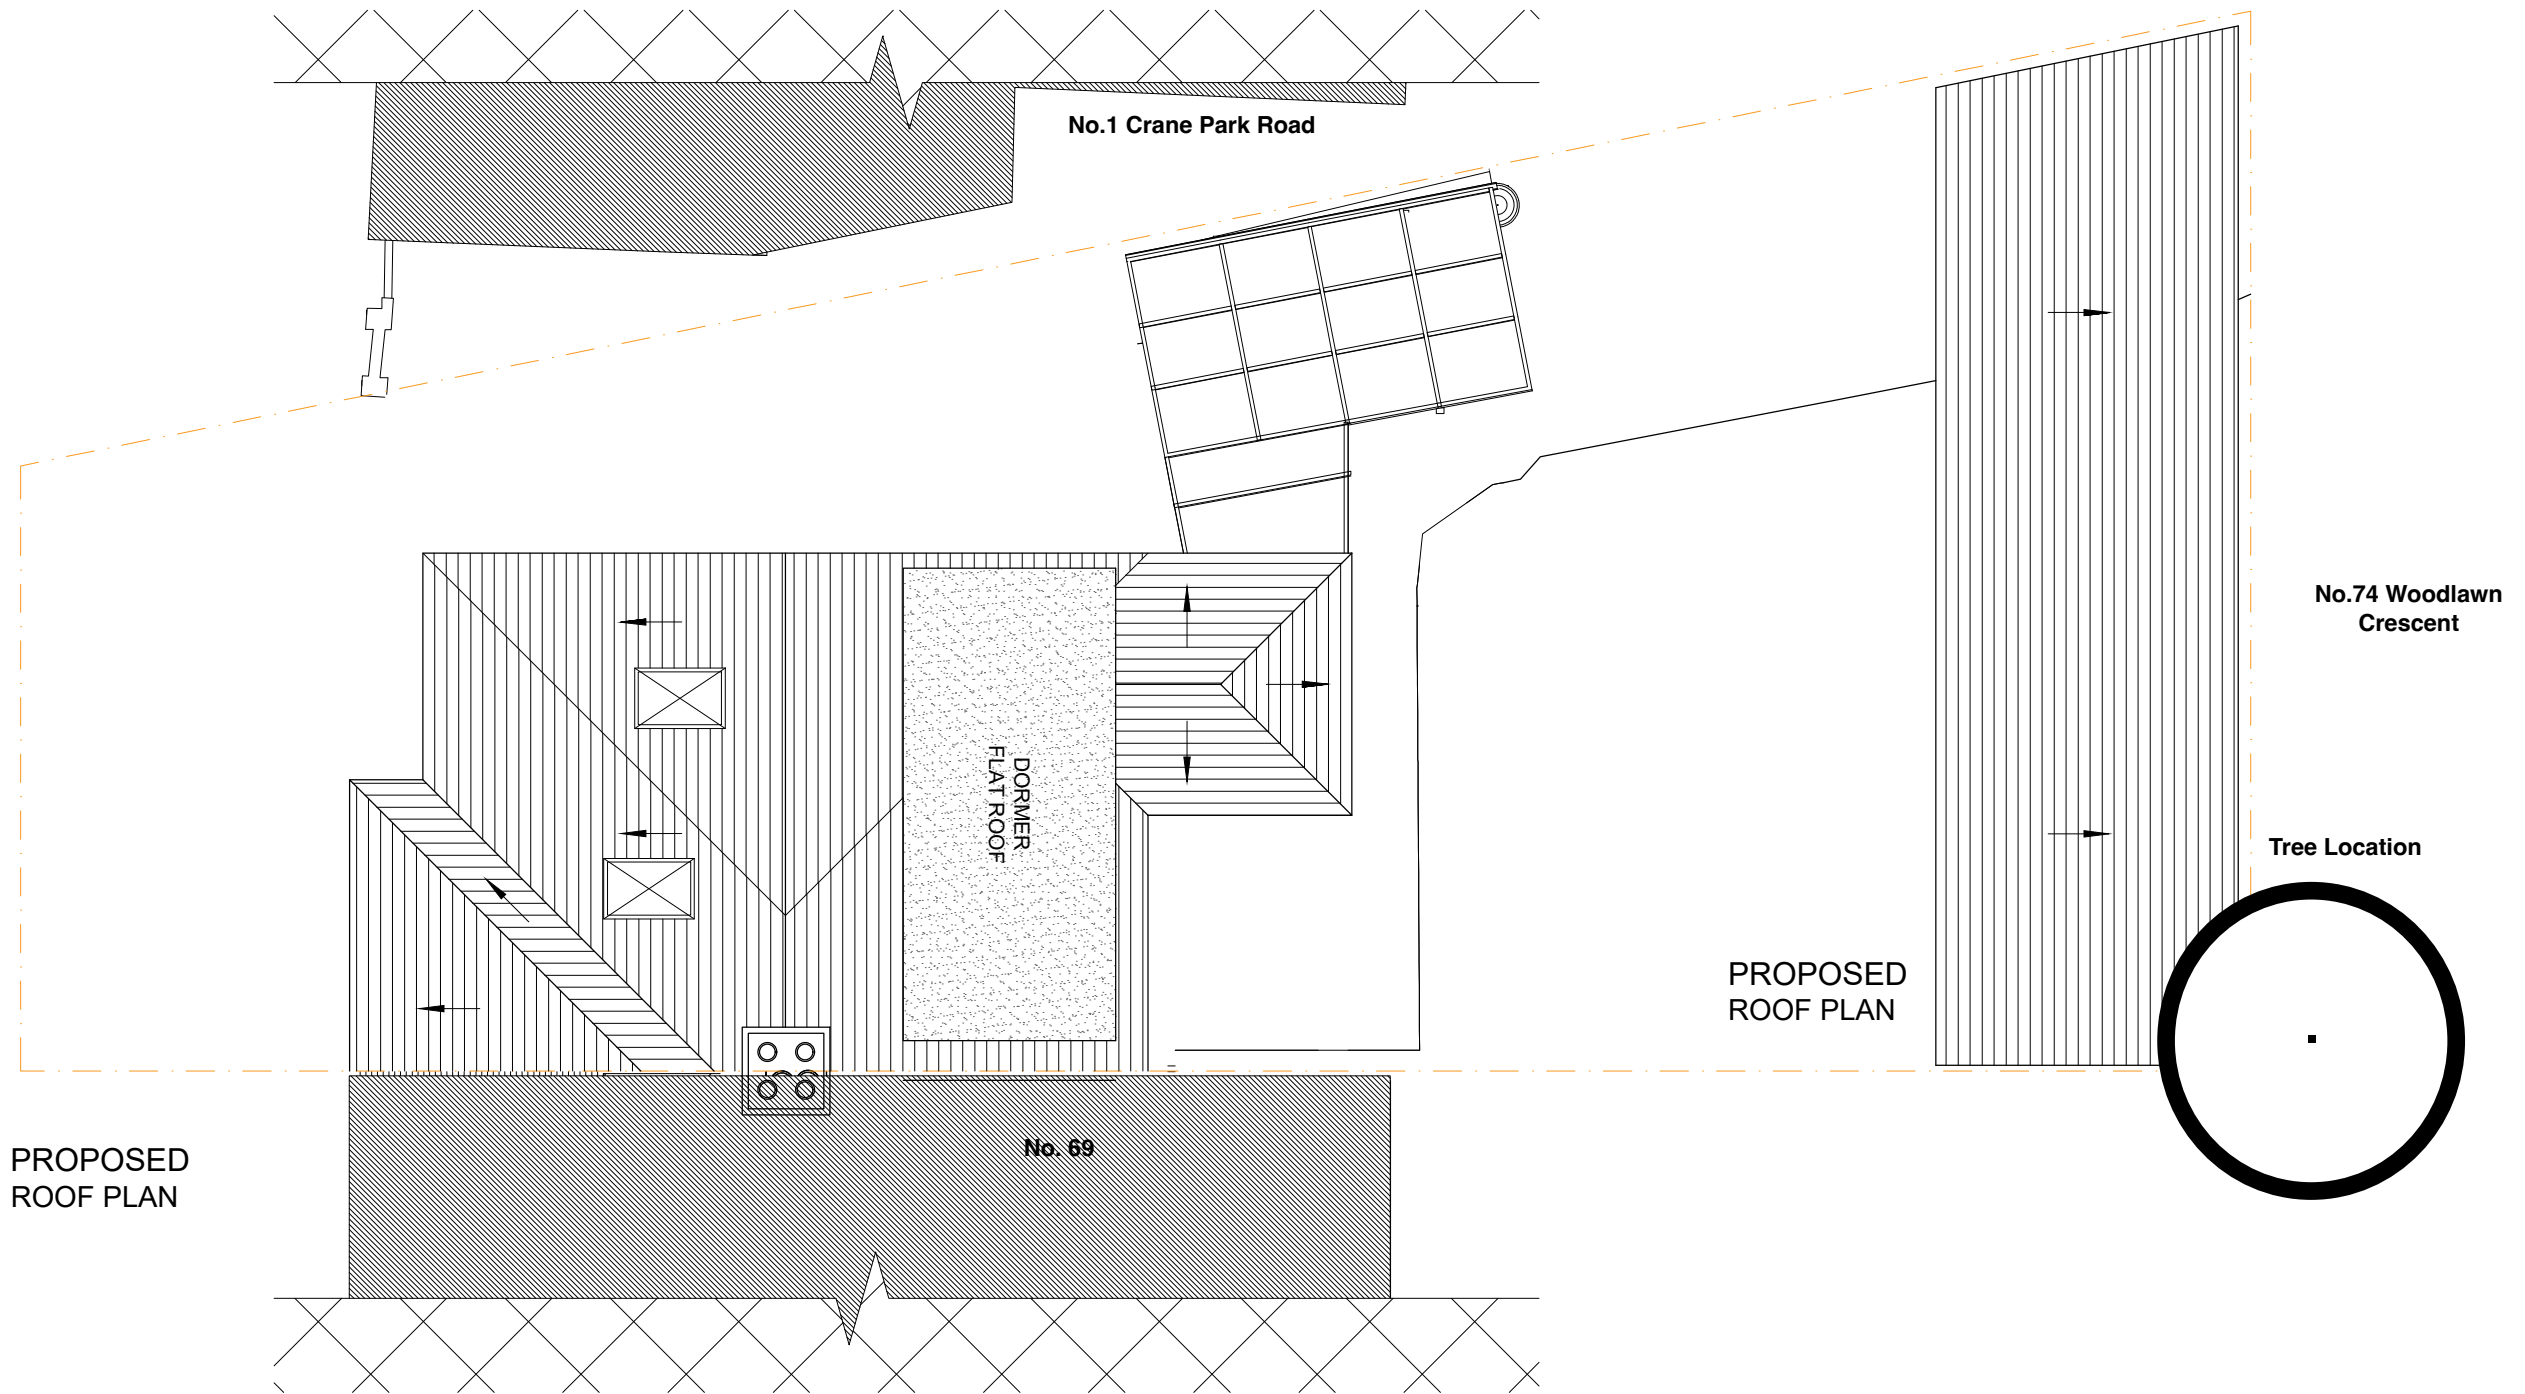 No.1 Crane Park Road
No.74 Woodlawn
Crescent
DORMER
FLAT ROOF
Tree Location
PROPOSED
ROOF PLAN
No. 69
PROPOSED
ROOF PLAN